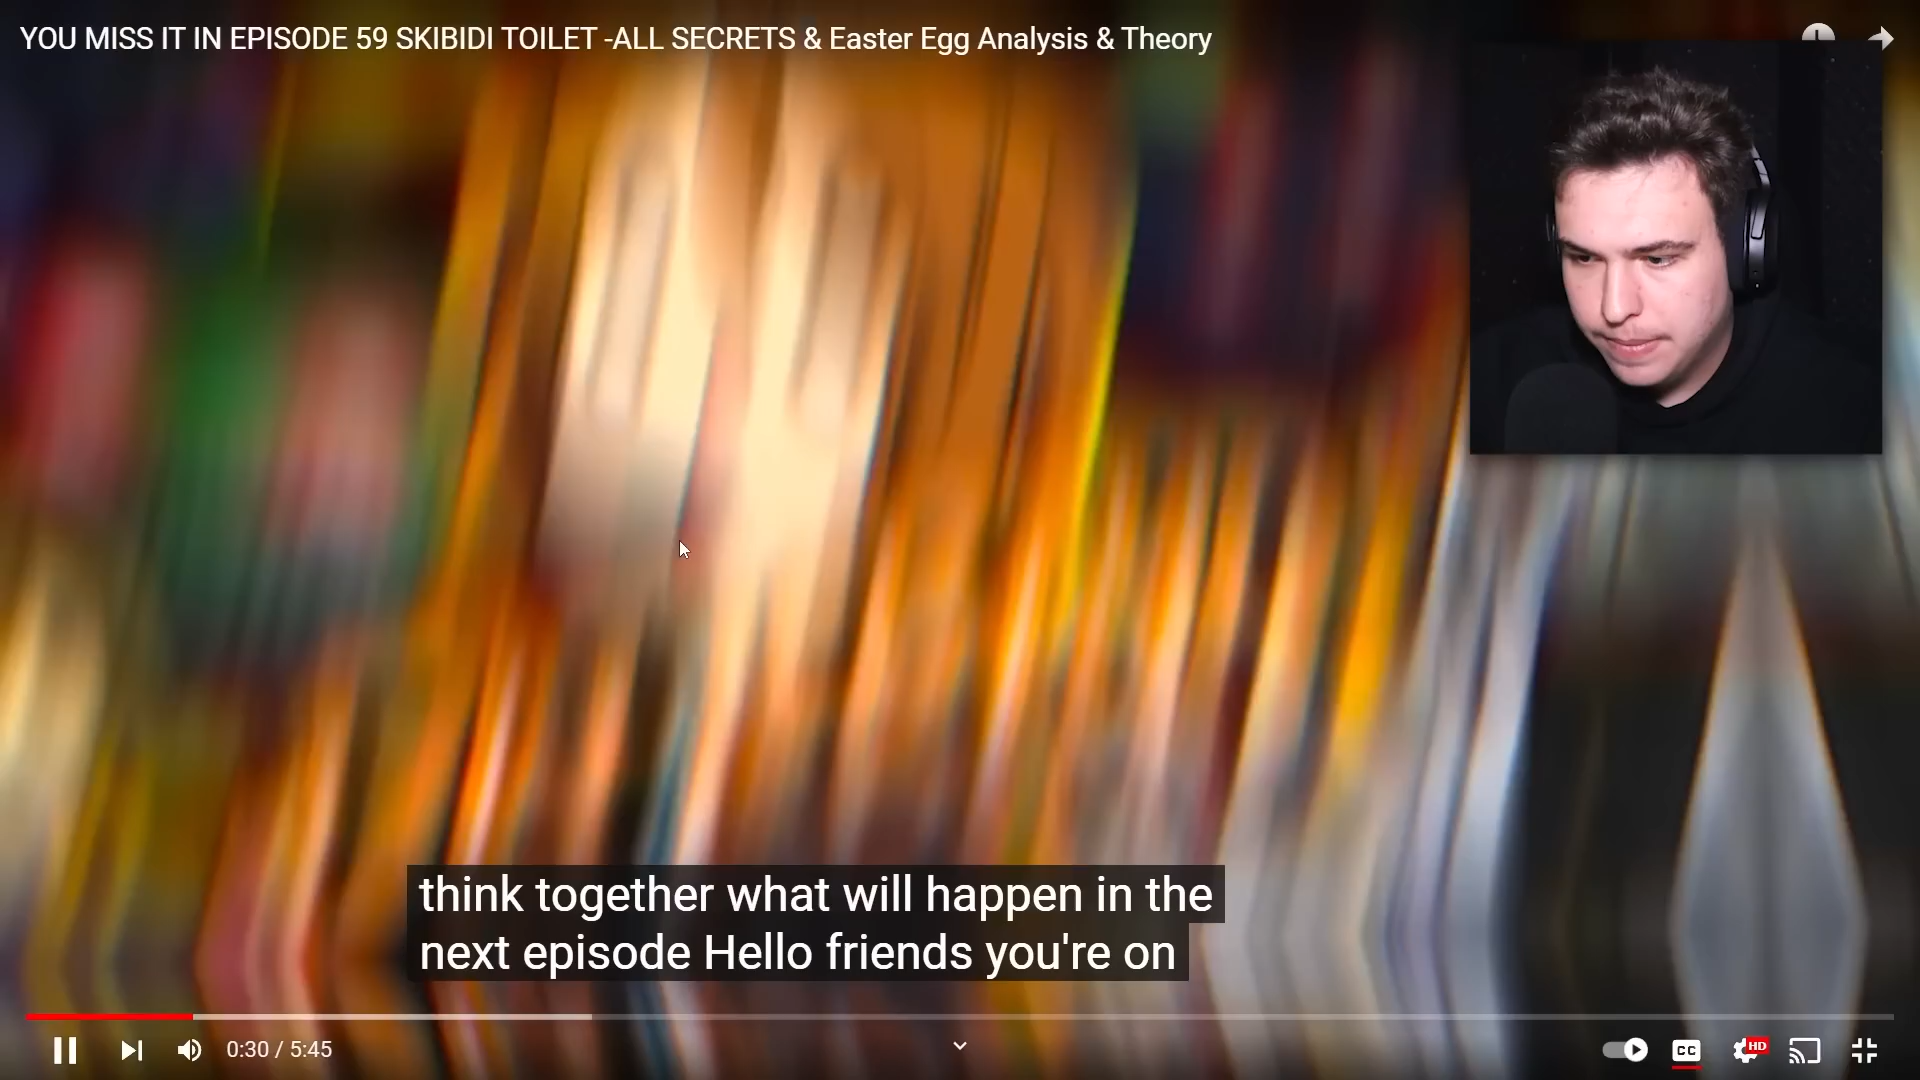 YOU MISS IT IN EPISODE 59 SKIBIDI TOILET -ALL SECRETS & Easter Egg Analysis & Theory
think together what will happen in the
next episode Hello friends you're on
0:30 / 5:45
CC
HD